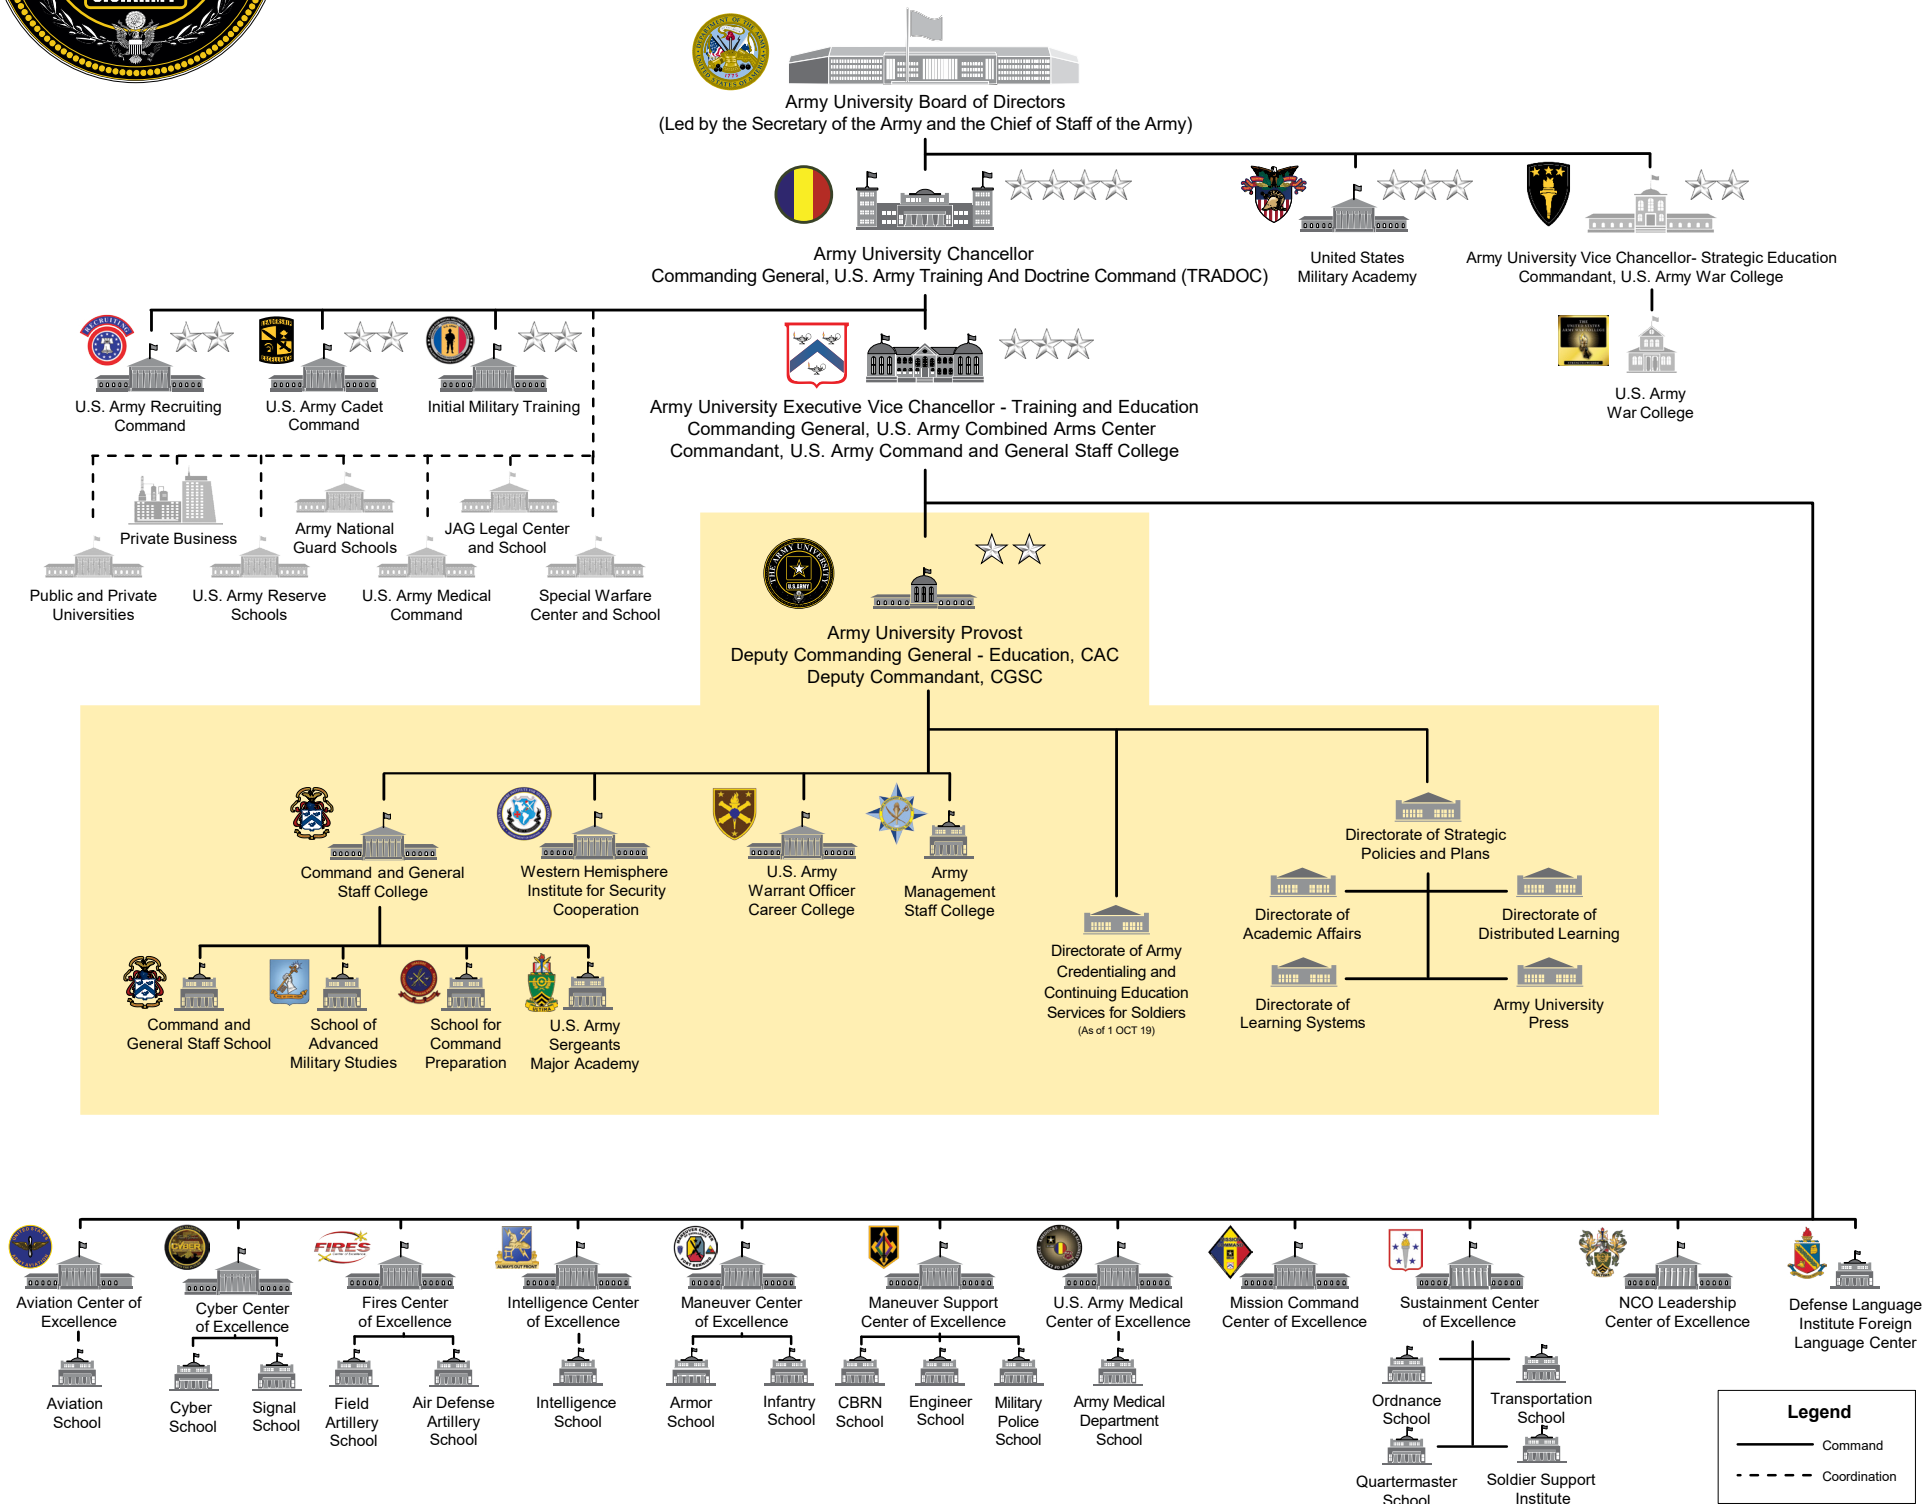 U.S. ARMY
Army University Board of Directors
(Led by the Secretary of the Army and the Chief of Staff of the Army)
Army University Chancellor
Commanding General, U.S. Army Training And Doctrine Command (TRADOC)
United States
Military Academy
Army University Vice Chancellor- Strategic Education
Commandant, U.S. Army War College
U.S. Army
War College
RECRUITING
U.S. Army Recruiting
Command
U.S. Army Cadet
Command
Initial Military Training
Army University Executive Vice Chancellor - Training and Education
Commanding General, U.S. Army Combined Arms Center
Commandant, U.S. Army Command and General Staff College
Private Business
Army National
Guard Schools
JAG Legal Center
and School
Public and Private
Universities
U.S. Army Reserve
Schools
U.S. Army Medical
Command
Special Warfare
Center and School
THE ARMY UNIVERSITY
U.S. ARMY
Army University Provost
Deputy Commanding General - Education, CAC
Deputy Commandant, CGSC
Command and General
Staff College
Western Hemisphere
Institute for Security
Cooperation
U.S. Army
Warrant Officer
Career College
Army
Management
Staff College
Directorate of Strategic
Policies and Plans
Directorate of
Academic Affairs
Directorate of
Distributed Learning
Directorate of
Learning Systems
Army University
Press
Directorate of Army
Credentialing and
Continuing Education
Services for Soldiers
(As of 1 OCT 19)
Command and
General Staff School
School of
Advanced
Military Studies
School for
Command
Preparation
ULTIMA
U.S. Army
Sergeants
Major Academy
CYBER
FIRES
ALWAYS OUT FRONT
Aviation Center of
Excellence
Cyber Center
of Excellence
Fires Center
of Excellence
Intelligence Center
of Excellence
Maneuver Center
of Excellence
Maneuver Support
Center of Excellence
U.S. Army Medical
Center of Excellence
Mission Command
Center of Excellence
Sustainment Center
of Excellence
NCO Leadership
Center of Excellence
Defense Language
Institute Foreign
Language Center
Aviation
School
Cyber
School
Signal
School
Field
Artillery
School
Air Defense
Artillery
School
Intelligence
School
Armor
School
Infantry
School
CBRN
School
Engineer
School
Military
Police
School
Army Medical
Department
School
Ordnance
School
Transportation
School
Quartermaster
School
Soldier Support
Institute
Legend
Command
Coordination